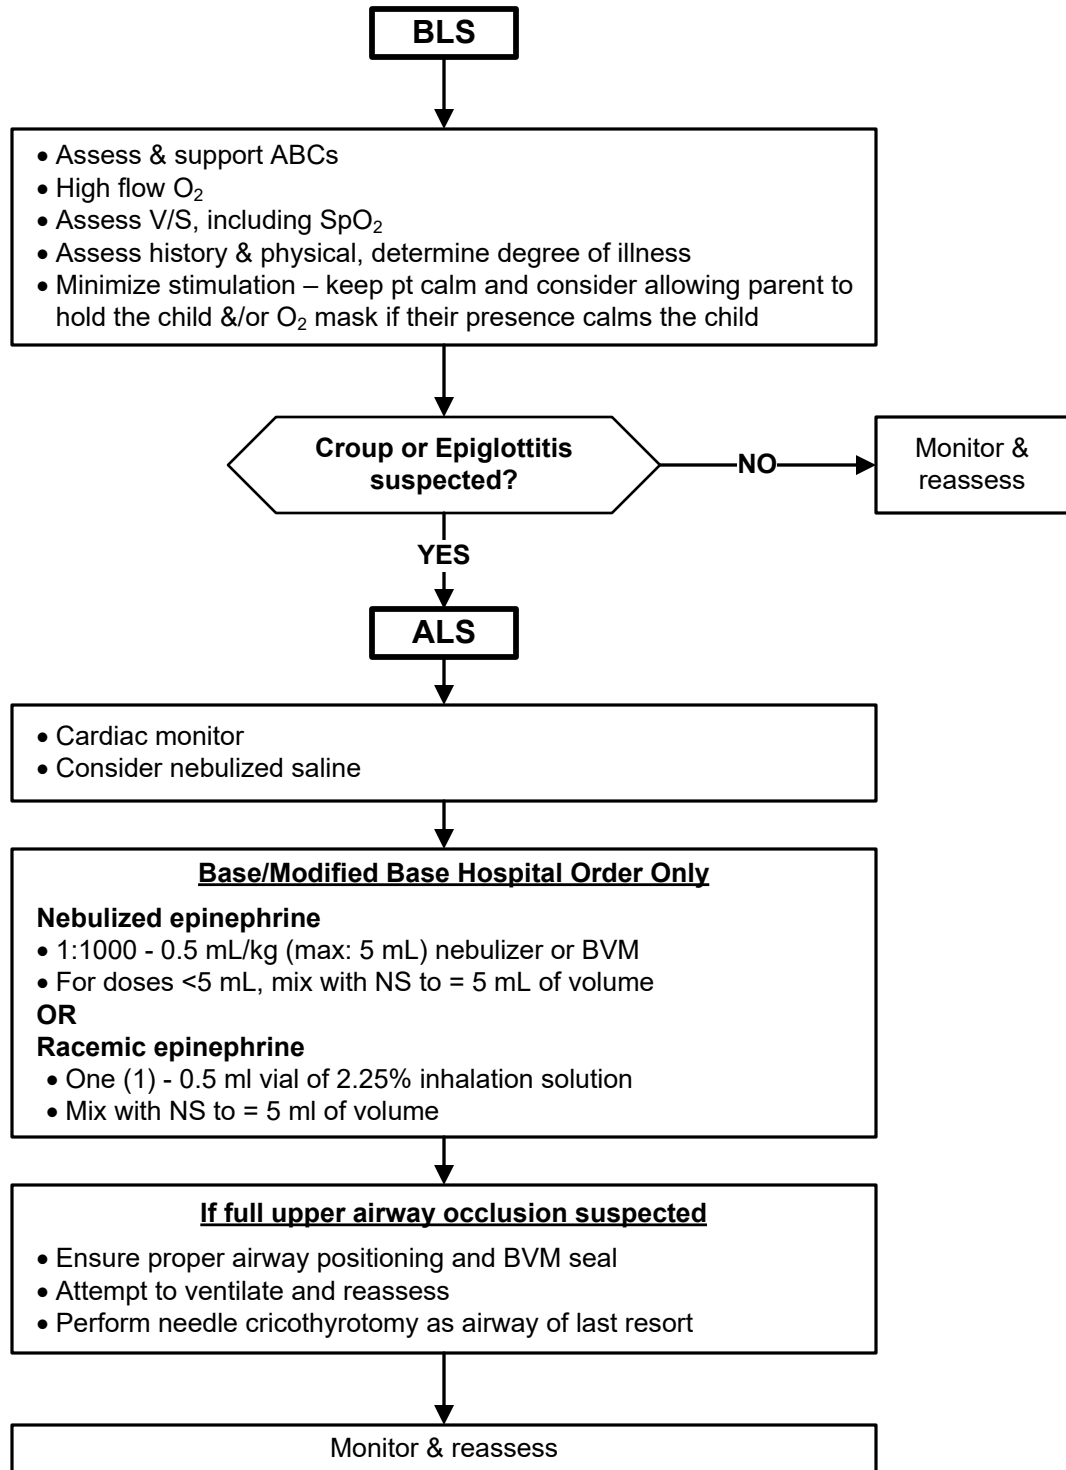 BLS
• Assess & support ABCs
• High flow O₂
• Assess V/S, including SpO₂
• Assess history & physical, determine degree of illness
• Minimize stimulation – keep pt calm and consider allowing parent to
hold the child &/or O₂ mask if their presence calms the child
Croup or Epiglottitis
suspected?
NO
Monitor &
reassess
YES
ALS
• Cardiac monitor
• Consider nebulized saline
Base/Modified Base Hospital Order Only
Nebulized epinephrine
• 1:1000 - 0.5 mL/kg (max: 5 mL) nebulizer or BVM
• For doses <5 mL, mix with NS to = 5 mL of volume
OR
Racemic epinephrine
• One (1) - 0.5 ml vial of 2.25% inhalation solution
• Mix with NS to = 5 ml of volume
If full upper airway occlusion suspected
• Ensure proper airway positioning and BVM seal
• Attempt to ventilate and reassess
• Perform needle cricothyrotomy as airway of last resort
Monitor & reassess